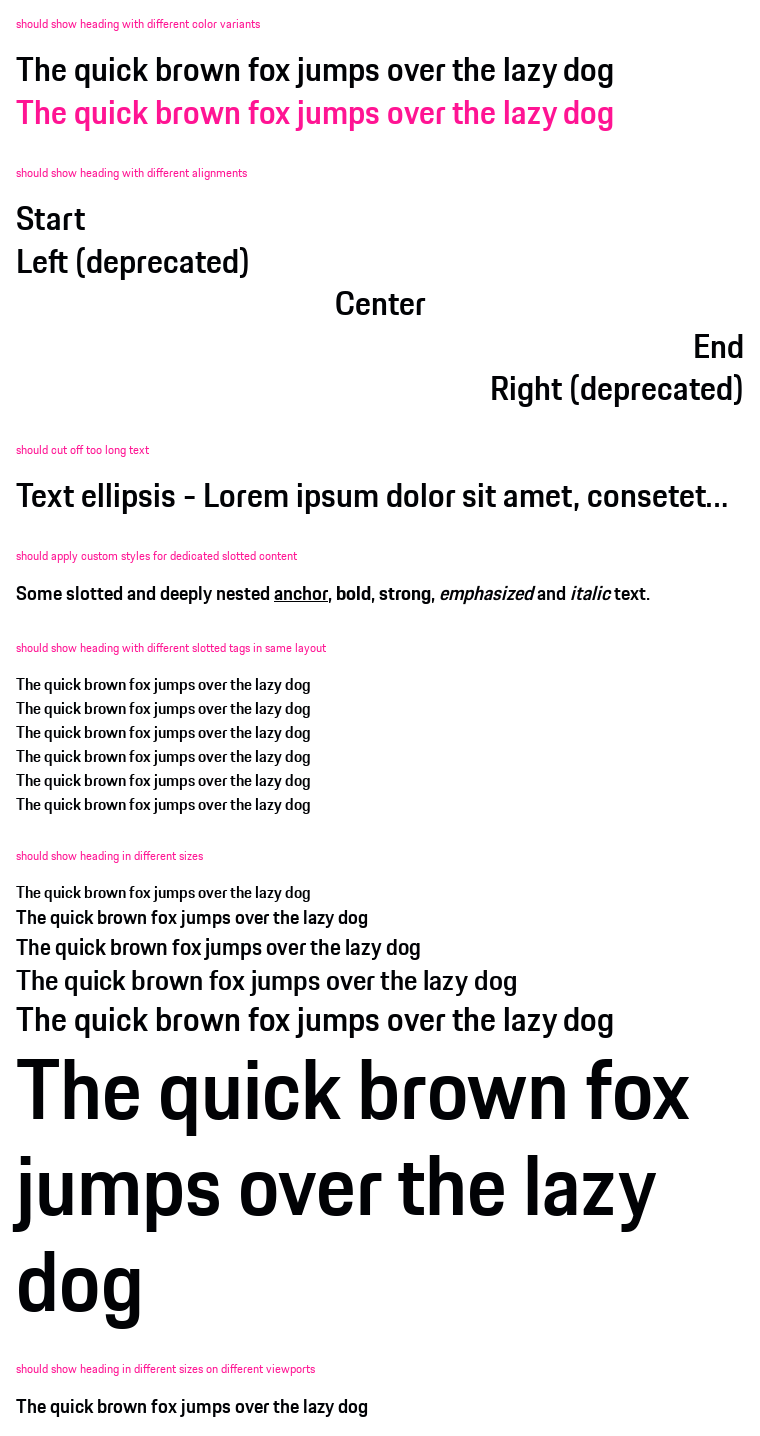 should show heading with different color variants
The quick brown fox jumps over the lazy dog
The quick brown fox jumps over the lazy dog
should show heading with different alignments
Start
Left (deprecated)
Center
End
Right (deprecated)
should cut off too long text
Text ellipsis - Lorem ipsum dolor sit amet, consetet…
should apply custom styles for dedicated slotted content
Some slotted and deeply nested anchor, bold, strong, emphasized and italic text.
should show heading with different slotted tags in same layout
The quick brown fox jumps over the lazy dog
The quick brown fox jumps over the lazy dog
The quick brown fox jumps over the lazy dog
The quick brown fox jumps over the lazy dog
The quick brown fox jumps over the lazy dog
The quick brown fox jumps over the lazy dog
should show heading in different sizes
The quick brown fox jumps over the lazy dog
The quick brown fox jumps over the lazy dog
The quick brown fox jumps over the lazy dog
The quick brown fox jumps over the lazy dog
The quick brown fox jumps over the lazy dog
The quick brown fox
jumps over the lazy
dog
should show heading in different sizes on different viewports
The quick brown fox jumps over the lazy dog